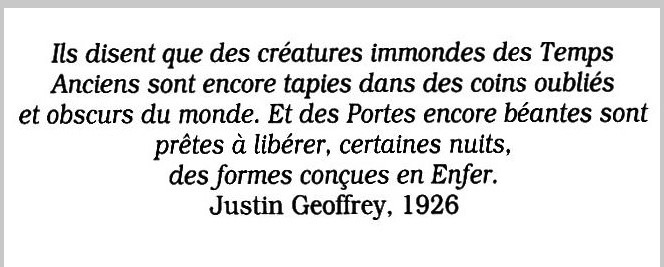 Ils disent que des créatures immondes des Temps
Anciens sont encore tapies dans des coins oubliés
et obscurs du monde. Et des Portes encore béantes sont
prêtes à libérer, certaines nuits,
des formes conçues en Enfer.
Justin Geoffrey, 1926